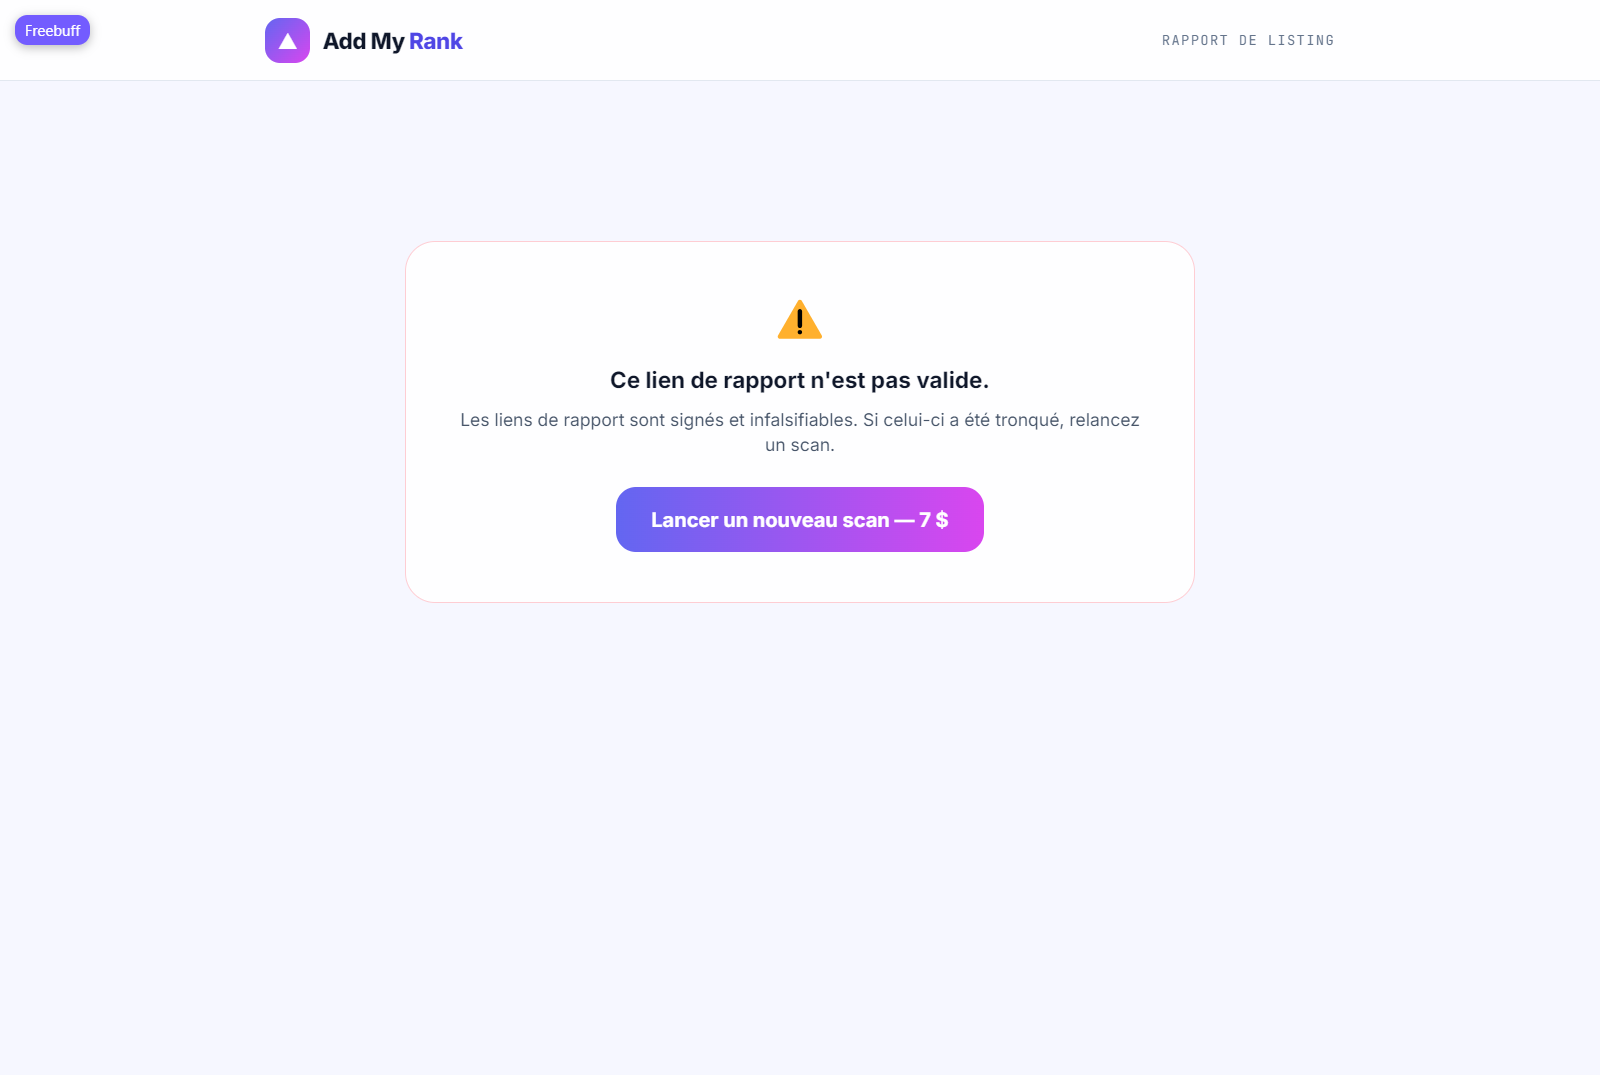 Freebuff
Add My Rank
RAPPORT DE LISTING
Ce lien de rapport n'est pas valide.
Les liens de rapport sont signés et infalsifiables. Si celui-ci a été tronqué, relancez
un scan.
Lancer un nouveau scan — 7 $